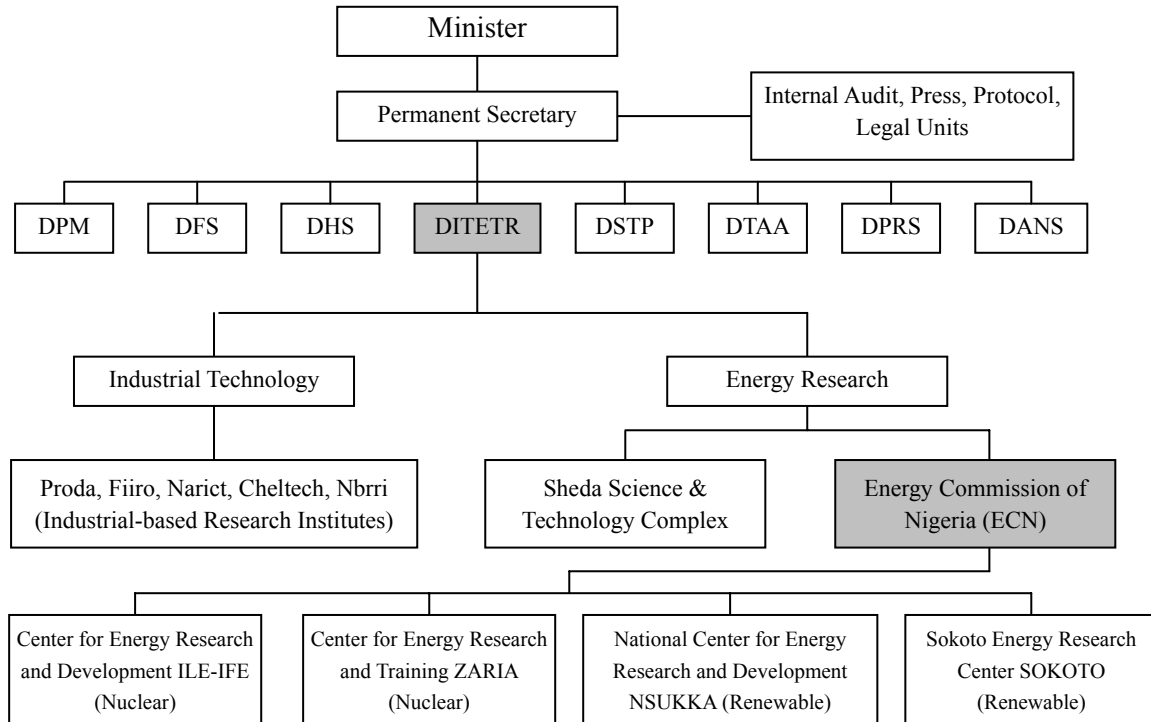 Minister
Permanent Secretary
Internal Audit, Press, Protocol,
Legal Units
DPM
DFS
DHS
DITETR
DSTP
DTAA
DPRS
DANS
Industrial Technology
Energy Research
Proda, Fiiro, Narict, Cheltech, Nbrri
(Industrial-based Research Institutes)
Sheda Science &
Technology Complex
Energy Commission of
Nigeria (ECN)
Center for Energy Research
and Development ILE-IFE
(Nuclear)
Center for Energy Research
and Training ZARIA
(Nuclear)
National Center for Energy
Research and Development
NSUKKA (Renewable)
Sokoto Energy Research
Center SOKOTO
(Renewable)